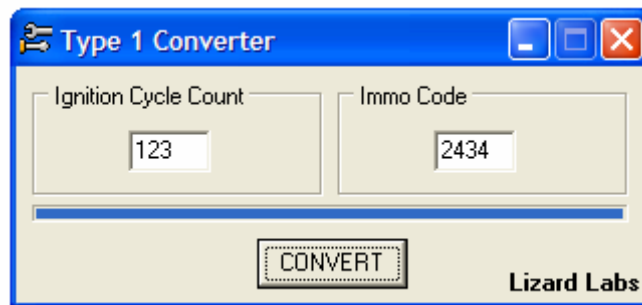 Type 1 Converter
Ignition Cycle Count
Immo Code
123
2434
CONVERT
Lizard Labs